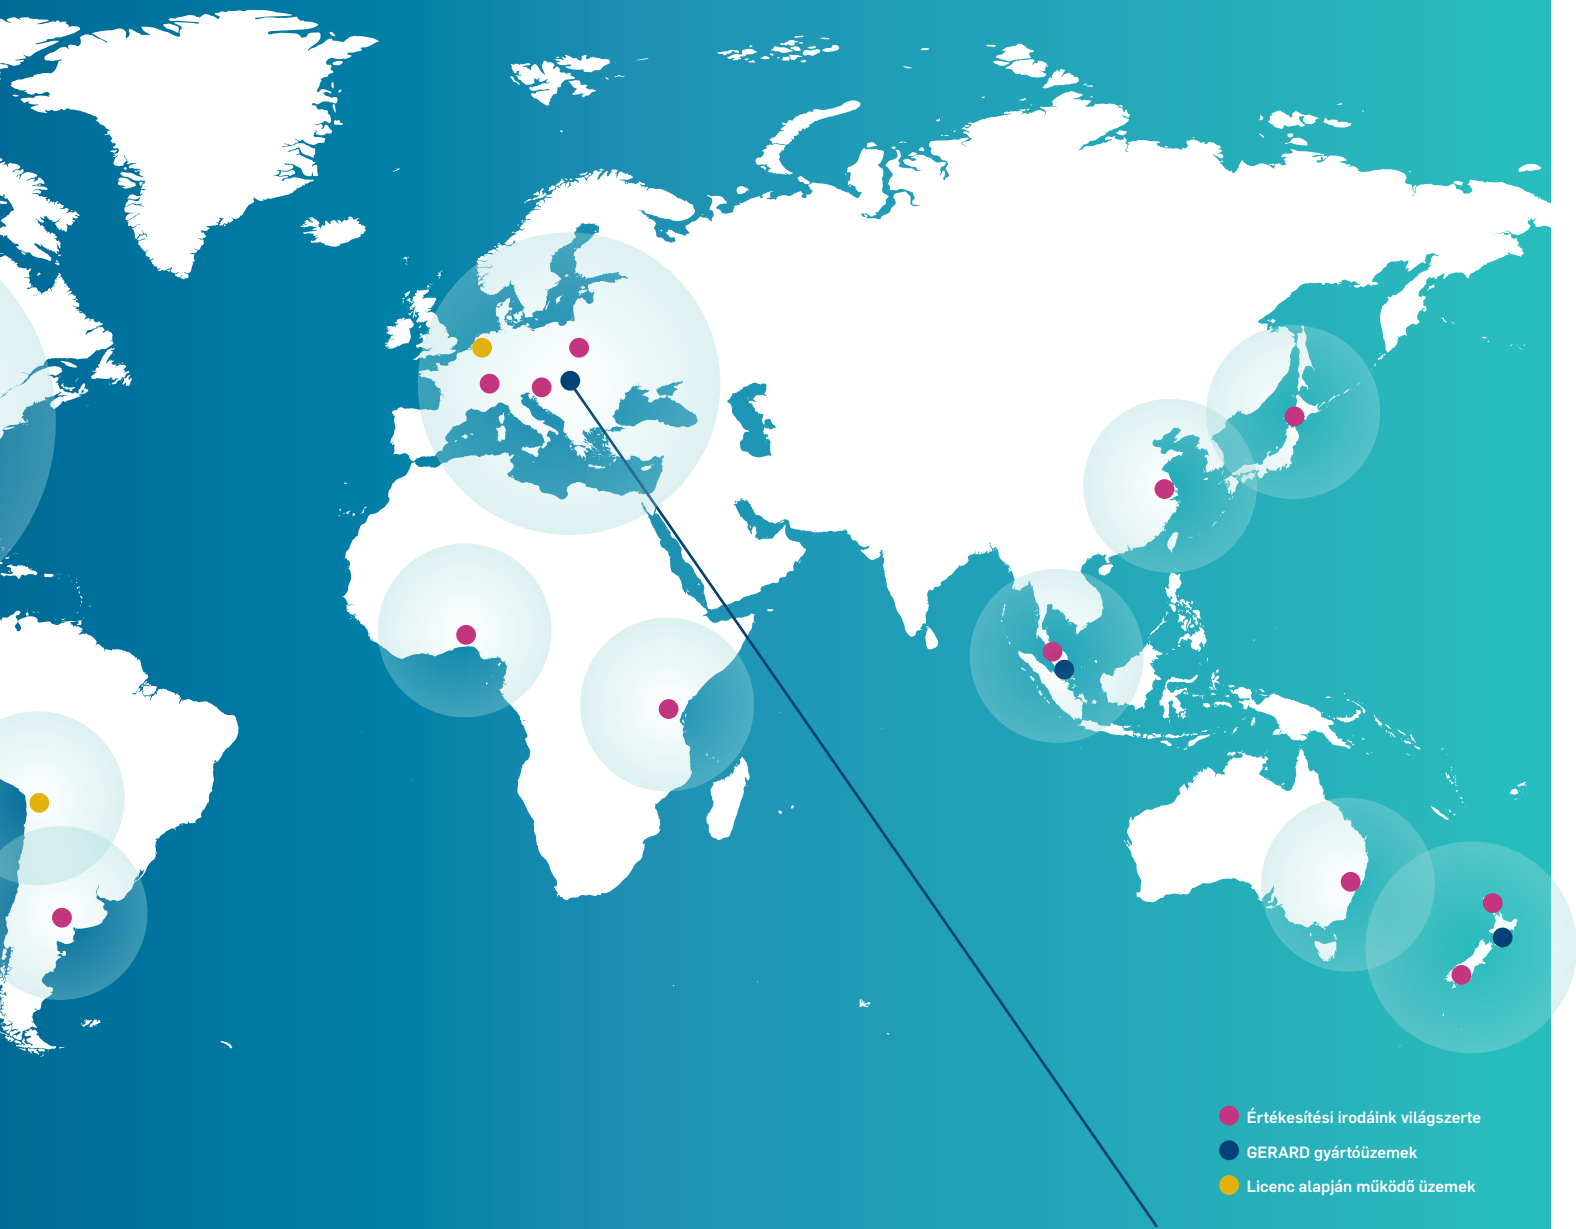 Értékesítési irodáink világszerte
GERARD gyártóüzemek
Licenc alapján működő üzemek